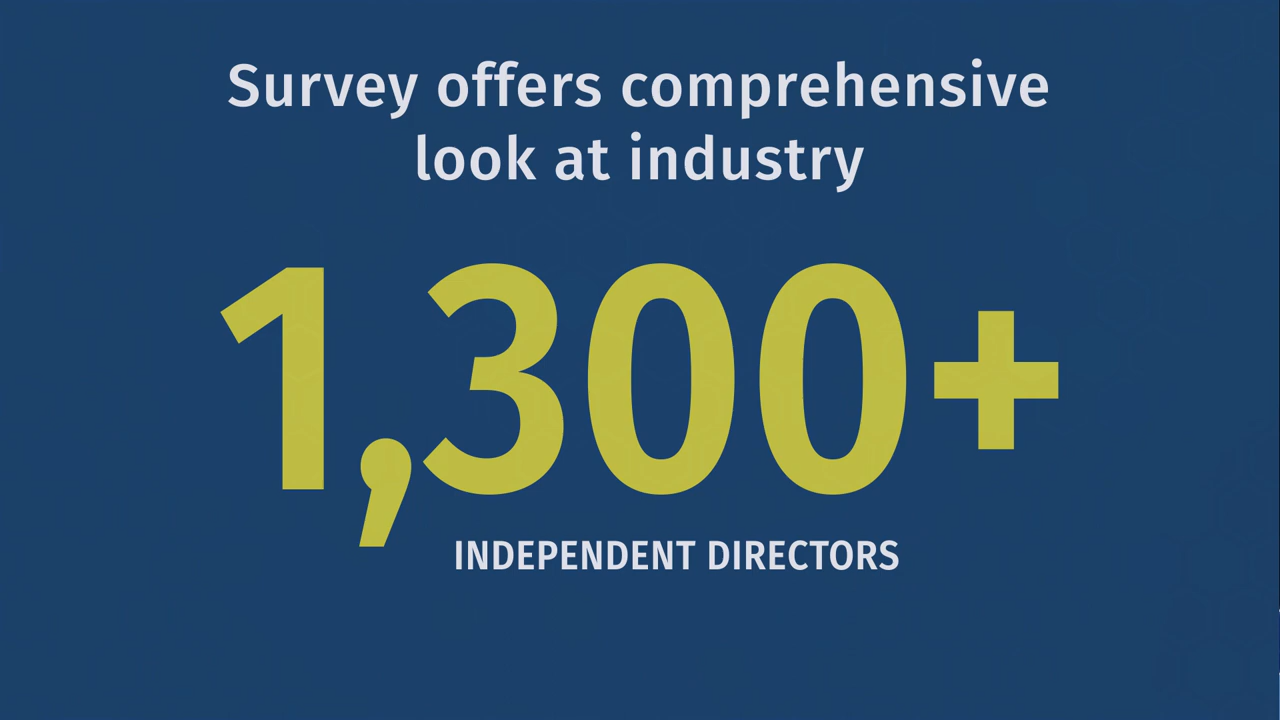 Survey offers comprehensive
look at industry
1,300+
INDEPENDENT DIRECTORS